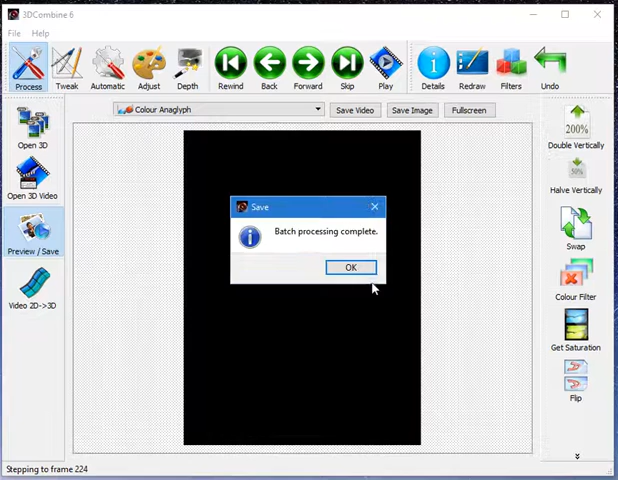 3DCombine 6
File Help
Process Tweak Automatic Adjust Depth Rewind Back Forward Skip Play Details Redraw Filters Undo
Colour Anaglyph Save Video Save Image Fullscreen
Open 3D
Open 3D Video
Preview / Save
Video 2D->3D
Save
Batch processing complete.
OK
200%
Double Vertically
50%
Halve Vertically
Swap
Colour Filter
Get Saturation
Flip
Stepping to frame 224